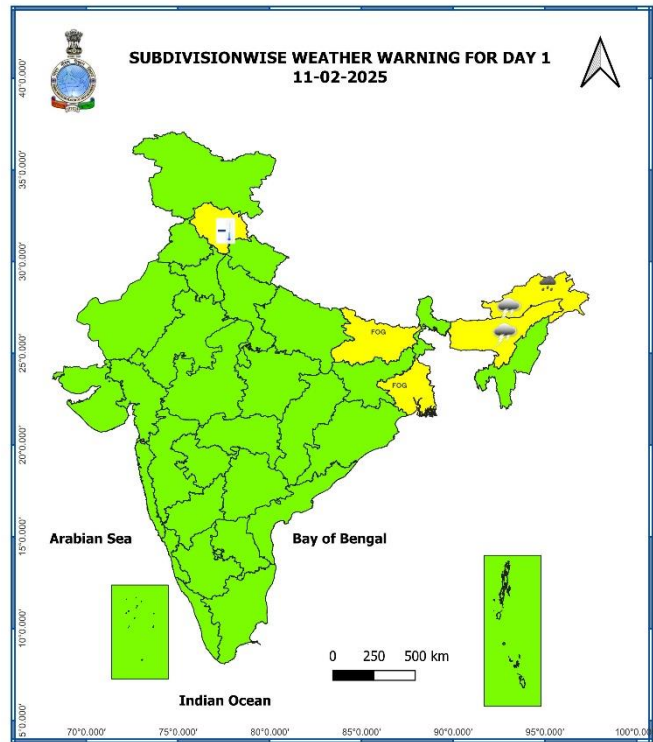 SUBDIVISIONWISE WEATHER WARNING FOR DAY 1
11-02-2025
40°0.000'
35°0.000'
30°0.000'
25°0.000'
20°0.000'
15°0.000'
10°0.000'
5°0.000'
FOG
FOG
Arabian Sea
Bay of Bengal
0 250 500 km
Indian Ocean
70°0.000' 75°0.000' 80°0.000' 85°0.000' 90°0.000' 95°0.000' 100°0.0